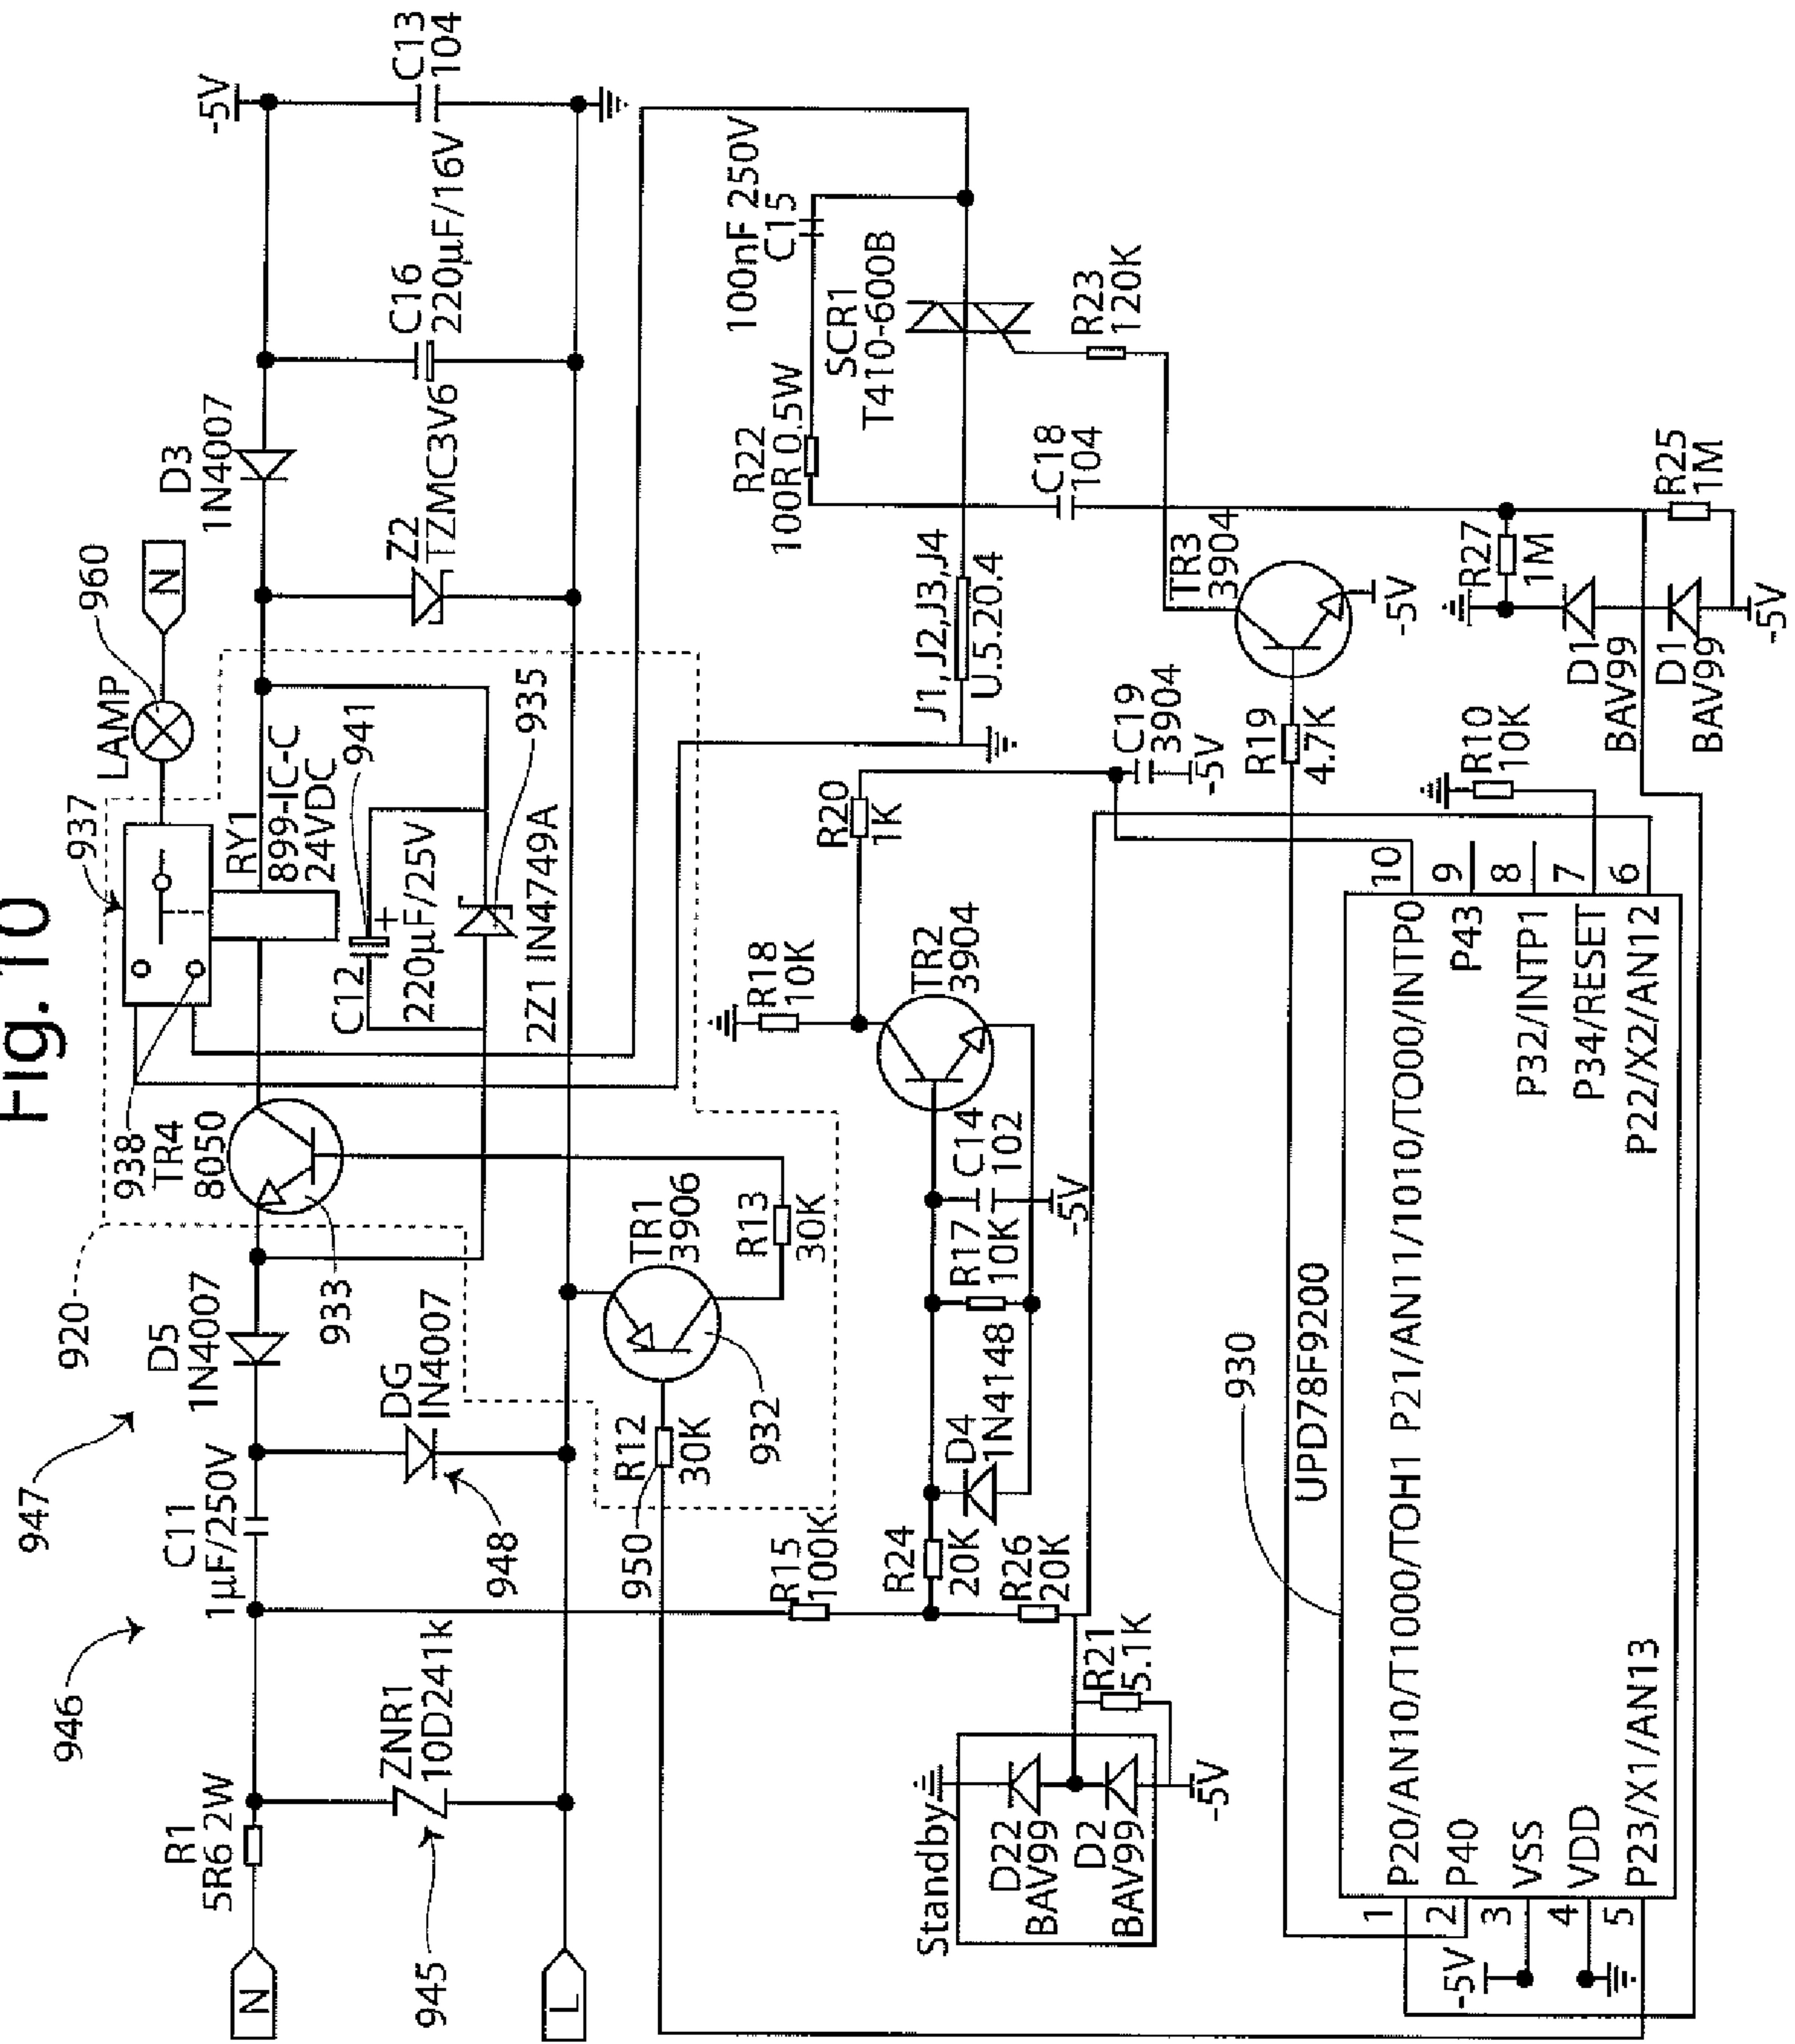 Fig. 10
N
R1
5R6 2W
945
ZNR1
10D241k
L
946
C11
1µF/250V
947
DG
IN4007
948
D5
1N4007
920
933
938
TR4
8050
937
RY1
899-IC-C
24VDC
LAMP
960
N
941
C12
+
220µF/25V
935
2Z1 IN4749A
D3
1N4007
Z2
TZMC3V6
C16
220µF/16V
-5V
C13
104
950
R12
30K
932
TR1
3906
R13
30K
R15
100K
R24
20K
R26
20K
D4
1N4148
R17
10K
C14
102
-5V
TR2
3904
R18
10K
R20
1K
C19
3904
-5V
J1,J2,J3,J4
U.5.20.4
R22
100R 0.5W
100nF 250V
C15
SCR1
T410-600B
C18
104
R23
120K
R19
4.7K
TR3
3904
-5V
R27
1M
R25
1M
D1
BAV99
D1
BAV99
-5V
R10
10K
Standby
D22
BAV99
D2
BAV99
R21
5.1K
-5V
930
UPD78F9200
-5V
1
2
3
4
5
P20/AN10/T1000/TOH1
P40
VSS
VDD
P23/X1/AN13
P21/AN11/1010/TO00/INTP0
P43
P32/INTP1
P34/RESET
P22/X2/AN12
10
9
8
7
6